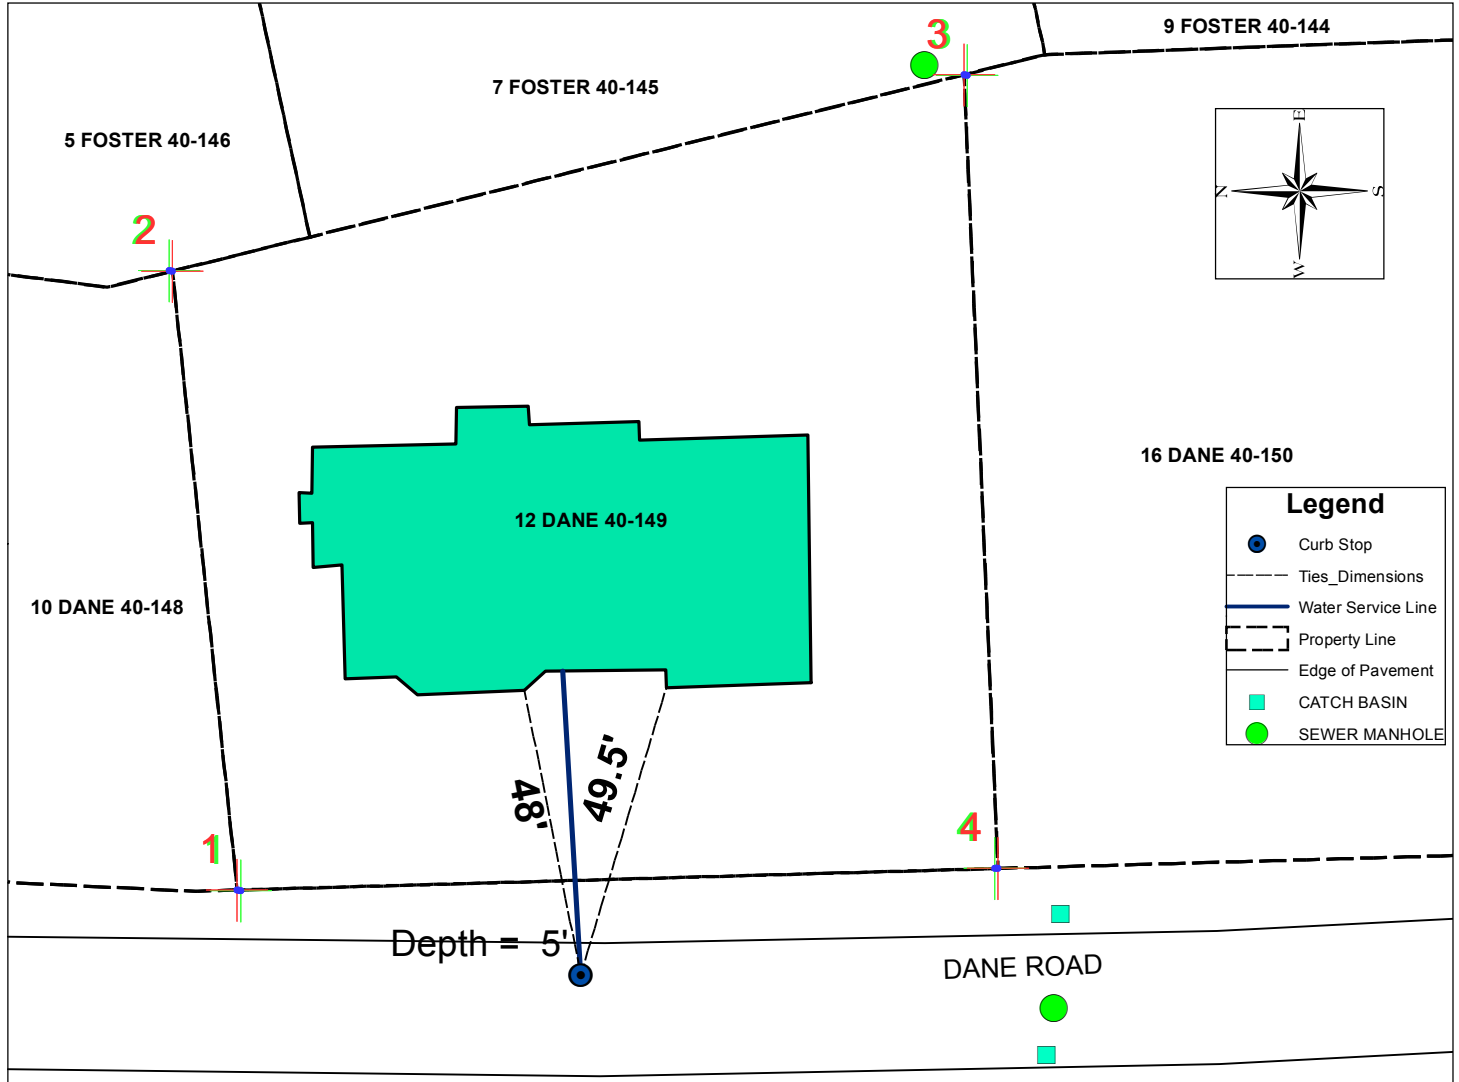 3
9 FOSTER 40-144
7 FOSTER 40-145
5 FOSTER 40-146
E
N
S
W
2
16 DANE 40-150
Legend
Curb Stop
Ties_Dimensions
Water Service Line
Property Line
Edge of Pavement
CATCH BASIN
SEWER MANHOLE
12 DANE 40-149
10 DANE 40-148
48'
49.5'
1
4
Depth = 5'
DANE ROAD